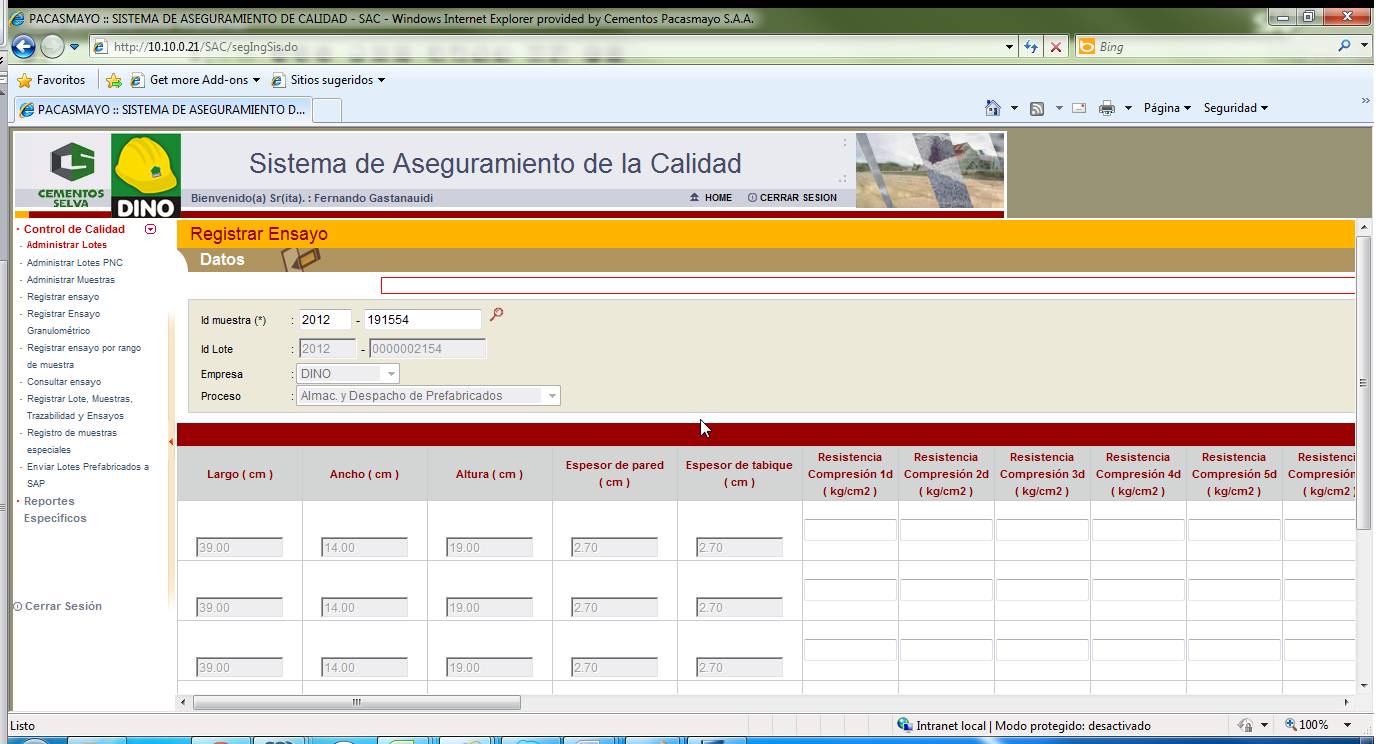 PACASMAYO :: SISTEMA DE ASEGURAMIENTO DE CALIDAD - SAC - Windows Internet Explorer provided by Cementos Pacasmayo S.A.A.
http://10.10.0.21/SAC/segIngSis.do
Bing
Favoritos
Get more Add-ons
Sitios sugeridos
PACASMAYO :: SISTEMA DE ASEGURAMIENTO D...
Página
Seguridad
CEMENTOS
SELVA
DINO
Sistema de Aseguramiento de la Calidad
Bienvenido(a) Sr(ita). : Fernando Gastanauidi
HOME
CERRAR SESION
Control de Calidad
- Administrar Lotes
- Administrar Lotes PNC
- Administrar Muestras
- Registrar ensayo
- Registrar Ensayo
Granulométrico
- Registrar ensayo por rango
de muestra
- Consultar ensayo
- Registrar Lote, Muestras,
Trazabilidad y Ensayos
- Registro de muestras
especiales
- Enviar Lotes Prefabricados a
SAP
Reportes
Específicos
Cerrar Sesión
Registrar Ensayo
Datos
Id muestra (*) : 2012 - 191554
Id Lote : 2012 - 0000002154
Empresa : DINO
Proceso : Almac. y Despacho de Prefabricados
Largo ( cm )
Ancho ( cm )
Altura ( cm )
Espesor de pared
( cm )
Espesor de tabique
( cm )
Resistencia
Compresión 1d
( kg/cm2 )
Resistencia
Compresión 2d
( kg/cm2 )
Resistencia
Compresión 3d
( kg/cm2 )
Resistencia
Compresión 4d
( kg/cm2 )
Resistencia
Compresión 5d
( kg/cm2 )
Resistenci
Compresión
( kg/cm2
39.00 14.00 19.00 2.70 2.70
39.00 14.00 19.00 2.70 2.70
39.00 14.00 19.00 2.70 2.70
Listo
Intranet local | Modo protegido: desactivado
100%